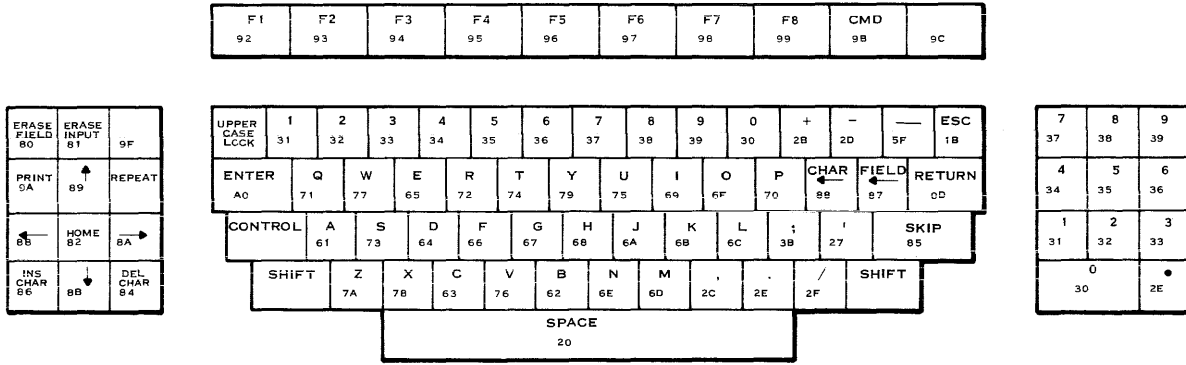 F1 F2 F3 F4 F5 F6 F7 F8 CMD
92 93 94 95 96 97 98 99 9B 9C
ERASE FIELD 80 ERASE INPUT 81 9F
PRINT 9A 89 REPEAT
88 HOME 82 8A
INS CHAR 86 8B DEL CHAR 84
UPPER CASE LOCK 1 2 3 4 5 6 7 8 9 0 + - — ESC
31 32 33 34 35 36 37 38 39 30 2B 2D 5F 1B
ENTER Q W E R T Y U I O P CHAR FIELD RETURN
A0 71 77 65 72 74 79 75 69 6F 70 88 87 0D
CONTROL A S D F G H J K L ; ' SKIP
61 73 64 66 67 68 6A 6B 6C 3B 27 85
SHIFT Z X C V B N M , . / SHIFT
7A 78 63 76 62 6E 6D 2C 2E 2F
SPACE
20
7 8 9
37 38 39
4 5 6
34 35 36
1 2 3
31 32 33
0 •
30 2E